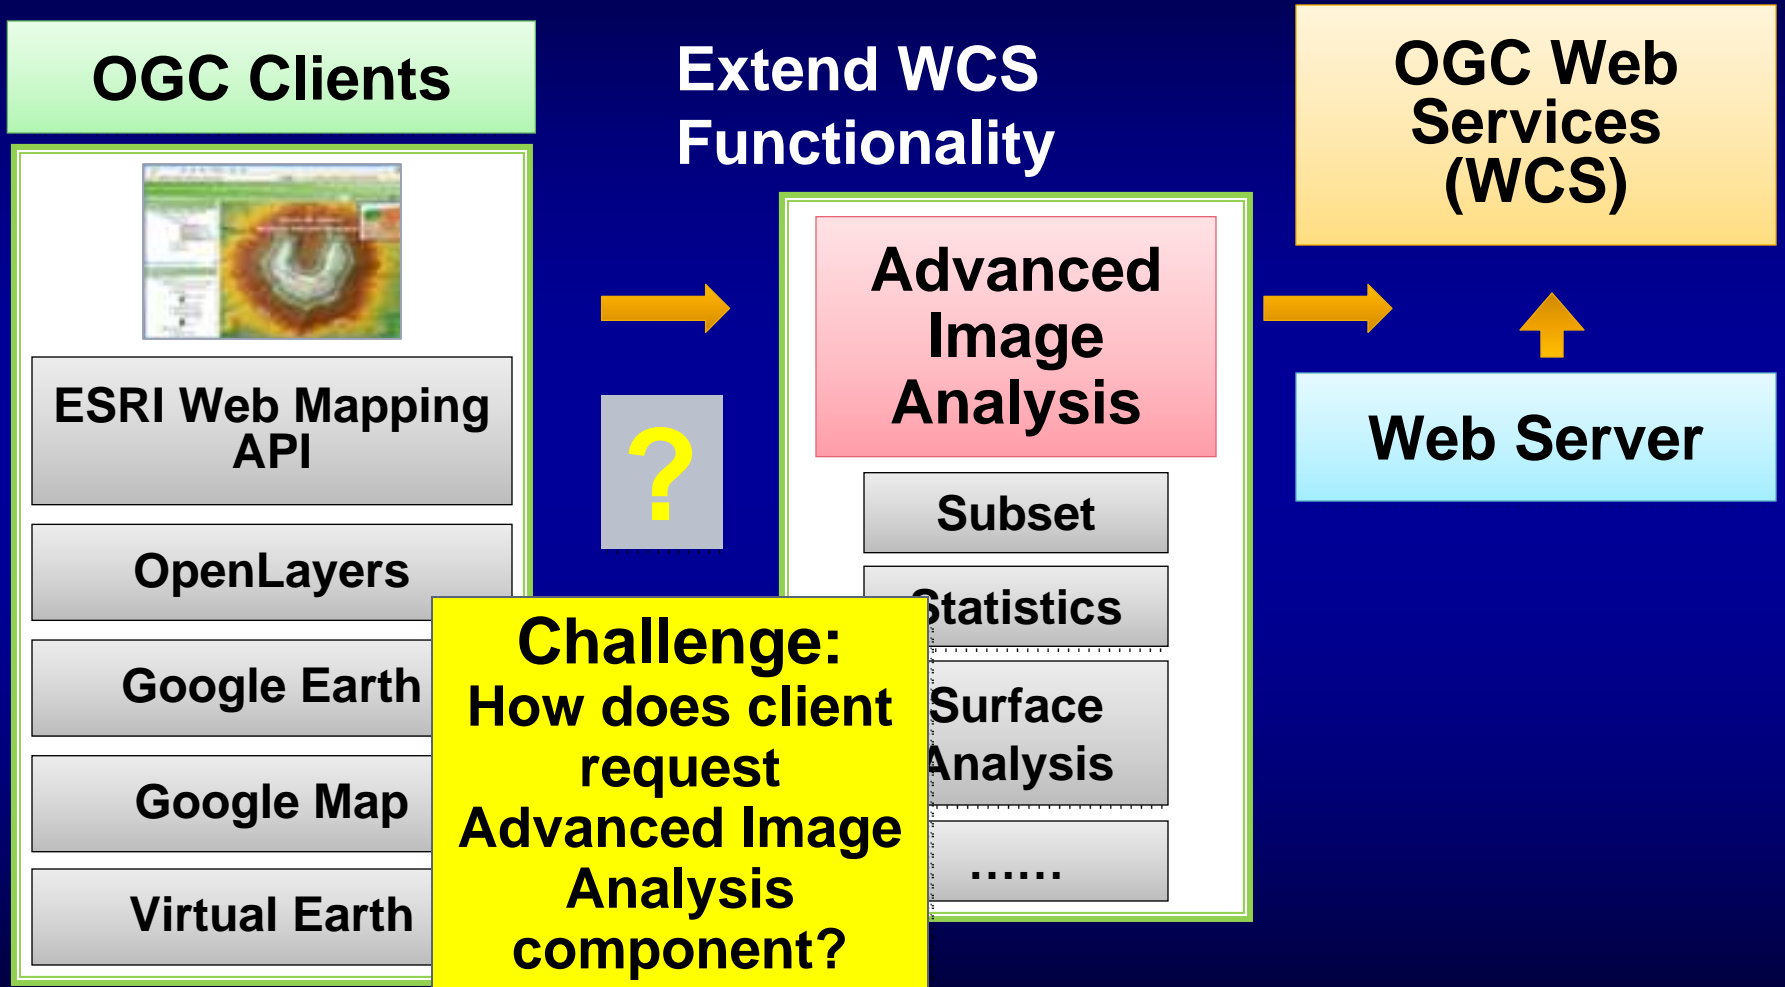 OGC Clients
ESRI Web Mapping
API
OpenLayers
Google Earth
Google Map
Virtual Earth
Extend WCS
Functionality
?
Challenge:
How does client
request
Advanced Image
Analysis
component?
Advanced
Image
Analysis
Subset
Statistics
Surface
Analysis
......
OGC Web
Services
(WCS)
Web Server